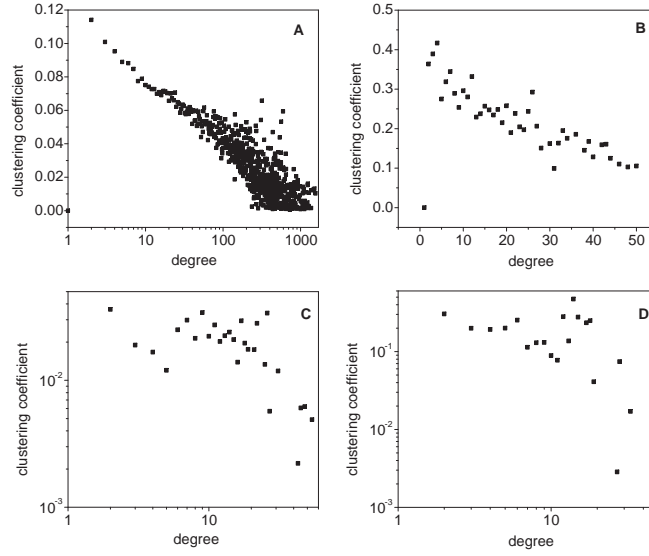 A
0.12
0.10
0.08
0.06
0.04
0.02
0.00
clustering coefficient
1 10 100 1000
degree
B
0.5
0.4
0.3
0.2
0.1
0.0
clustering coefficient
0 10 20 30 40 50
degree
C
10-2
10-3
clustering coefficient
1 10
degree
D
10-1
10-2
10-3
clustering coefficient
1 10
degree